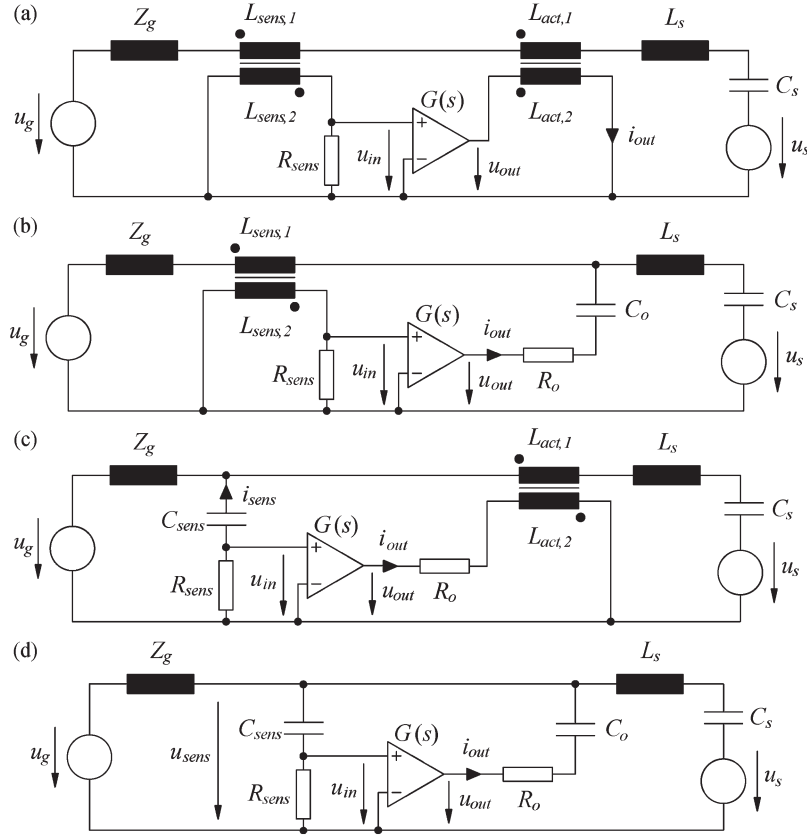 (a)
Z_g L_sens,1 L_act,1 L_s
C_s
L_sens,2 G(s) L_act,2
+
−
u_g R_sens u_in u_out i_out u_s
(b)
Z_g L_sens,1 L_s
C_s
L_sens,2 G(s) C_o
+
−
i_out
u_g R_sens u_in u_out R_o u_s
(c)
Z_g L_act,1 L_s
i_sens
C_sens G(s) L_act,2 C_s
+
−
i_out
u_g R_sens u_in u_out R_o u_s
(d)
Z_g L_s
C_sens G(s) C_o C_s
+
−
i_out
u_g u_sens R_sens u_in u_out R_o u_s